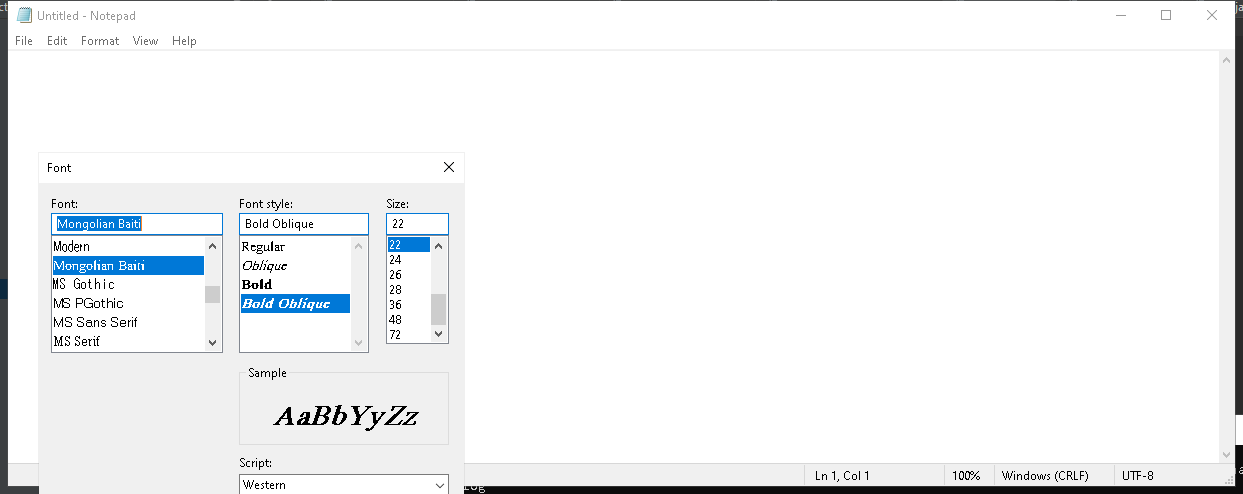 Untitled - Notepad
File Edit Format View Help
Font
Font: Font style: Size:
Mongolian Baiti Bold Oblique 22
Modern Regular 22
Mongolian Baiti Oblique 24
MS Gothic Bold 26
MS PGothic Bold Oblique 28
MS Sans Serif 36
MS Serif 48
72
Sample
AaBbYyZz
Script:
Western
Ln 1, Col 1 100% Windows (CRLF) UTF-8